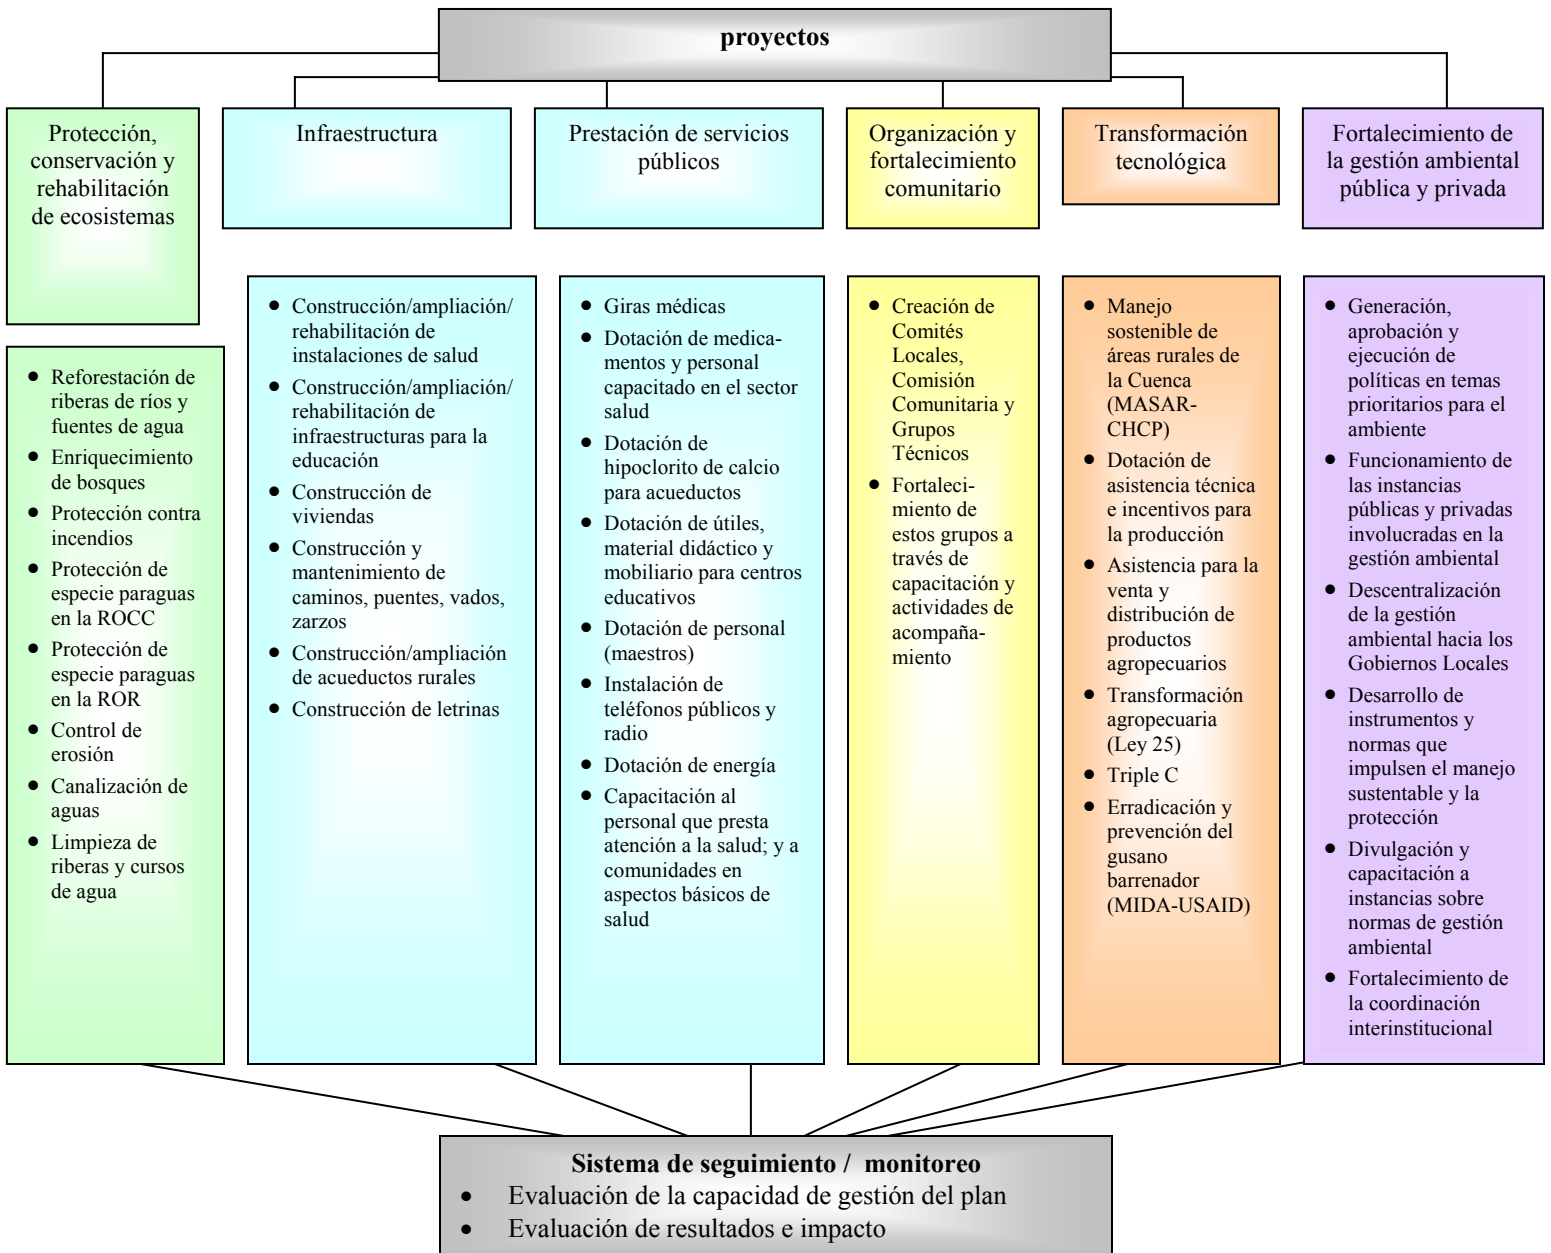 proyectos
Protección,
conservación y
rehabilitación
de ecosistemas
Infraestructura
Prestación de servicios
públicos
Organización y
fortalecimiento
comunitario
Transformación
tecnológica
Fortalecimiento de
la gestión ambiental
pública y privada
• Reforestación de
riberas de ríos y
fuentes de agua
• Enriquecimiento
de bosques
• Protección contra
incendios
• Protección de
especie paraguas
en la ROCC
• Protección de
especie paraguas
en la ROR
• Control de
erosión
• Canalización de
aguas
• Limpieza de
riberas y cursos
de agua
• Construcción/ampliación/
rehabilitación de
instalaciones de salud
• Construcción/ampliación/
rehabilitación de
infraestructuras para la
educación
• Construcción de
viviendas
• Construcción y
mantenimiento de
caminos, puentes, vados,
zarzos
• Construcción/ampliación
de acueductos rurales
• Construcción de letrinas
• Giras médicas
• Dotación de medica-
mentos y personal
capacitado en el sector
salud
• Dotación de
hipoclorito de calcio
para acueductos
• Dotación de útiles,
material didáctico y
mobiliario para centros
educativos
• Dotación de personal
(maestros)
• Instalación de
teléfonos públicos y
radio
• Dotación de energía
• Capacitación al
personal que presta
atención a la salud; y a
comunidades en
aspectos básicos de
salud
• Creación de
Comités
Locales,
Comisión
Comunitaria y
Grupos
Técnicos
• Fortaleci-
miento de
estos grupos a
través de
capacitación y
actividades de
acompaña-
miento
• Manejo
sostenible de
áreas rurales de
la Cuenca
(MASAR-
CHCP)
• Dotación de
asistencia técnica
e incentivos para
la producción
• Asistencia para la
venta y
distribución de
productos
agropecuarios
• Transformación
agropecuaria
(Ley 25)
• Triple C
• Erradicación y
prevención del
gusano
barrenador
(MIDA-USAID)
• Generación,
aprobación y
ejecución de
políticas en temas
prioritarios para el
ambiente
• Funcionamiento de
las instancias
públicas y privadas
involucradas en la
gestión ambiental
• Descentralización
de la gestión
ambiental hacia los
Gobiernos Locales
• Desarrollo de
instrumentos y
normas que
impulsen el manejo
sustentable y la
protección
• Divulgación y
capacitación a
instancias sobre
normas de gestión
ambiental
• Fortalecimiento de
la coordinación
interinstitucional
Sistema de seguimiento / monitoreo
• Evaluación de la capacidad de gestión del plan
• Evaluación de resultados e impacto